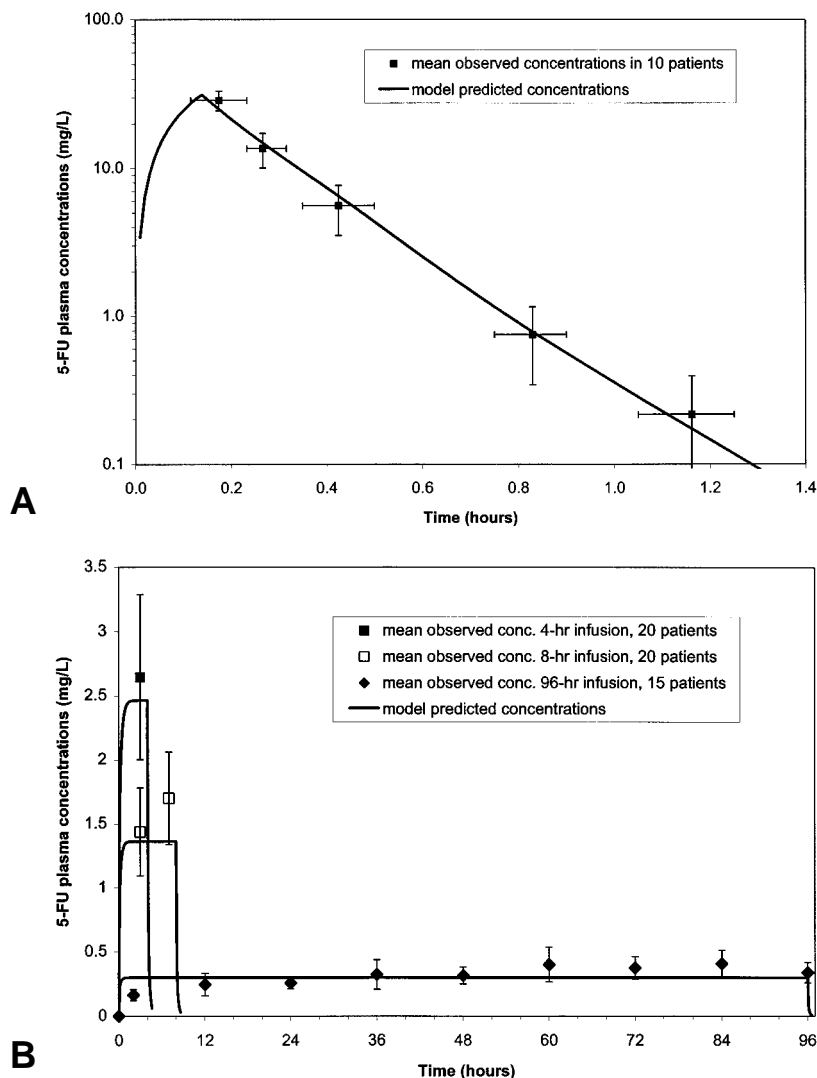 100.0
10.0
1.0
0.1
5-FU plasma concentrations (mg/L)
mean observed concentrations in 10 patients
model predicted concentrations
0.0 0.2 0.4 0.6 0.8 1.0 1.2 1.4
Time (hours)
A
3.5
3
2.5
2
1.5
1
0.5
0
5-FU plasma concentrations (mg/L)
mean observed conc. 4-hr infusion, 20 patients
mean observed conc. 8-hr infusion, 20 patients
mean observed conc. 96-hr infusion, 15 patients
model predicted concentrations
0 12 24 36 48 60 72 84 96
Time (hours)
B